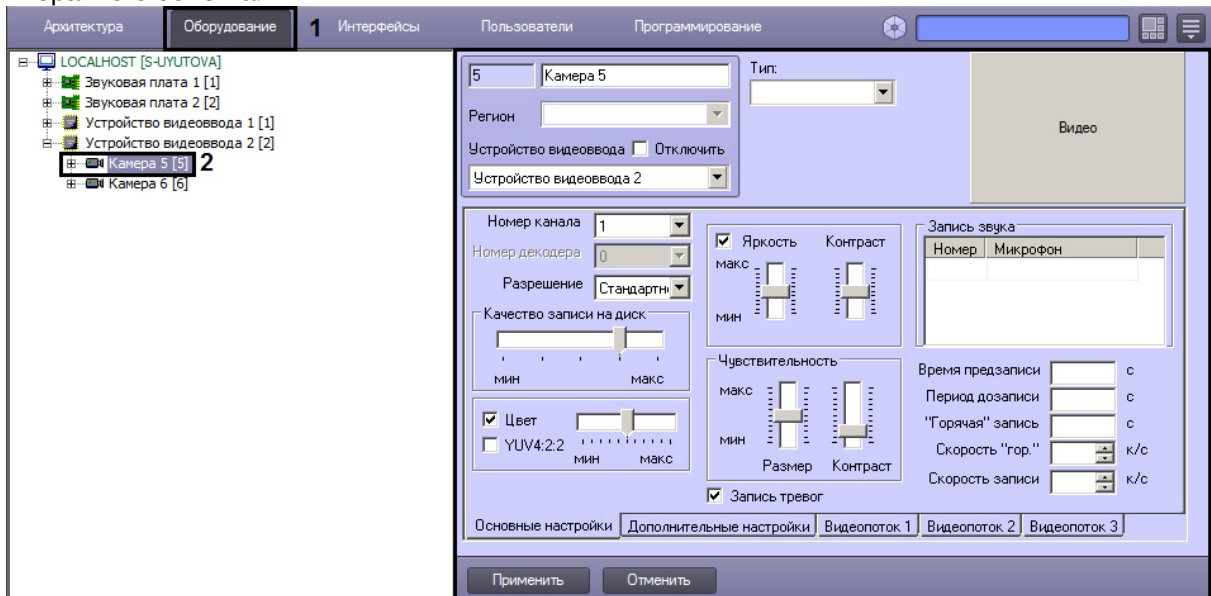 Архитектура Оборудование 1 Интерфейсы Пользователи Программирование
LOCALHOST [S-UYUTOVA]
Звуковая плата 1 [1]
Звуковая плата 2 [2]
Устройство видеоввода 1 [1]
Устройство видеоввода 2 [2]
Камера 5 [5] 2
Камера 6 [6]
5 Камера 5 Тип:
Регион
Устройство видеоввода Отключить
Устройство видеоввода 2
Видео
Номер канала 1
Номер декодера 0
Разрешение Стандартн
Качество записи на диск
мин макс
Цвет
YUV4:2:2
мин макс
Яркость Контраст
макс
мин
Чувствительность
макс
мин
Размер Контраст
Запись тревог
Запись звука
Номер Микрофон
Время предзаписи с
Период дозаписи с
"Горячая" запись с
Скорость "гор." к/с
Скорость записи к/с
Основные настройки Дополнительные настройки Видеопоток 1 Видеопоток 2 Видеопоток 3
Применить Отменить